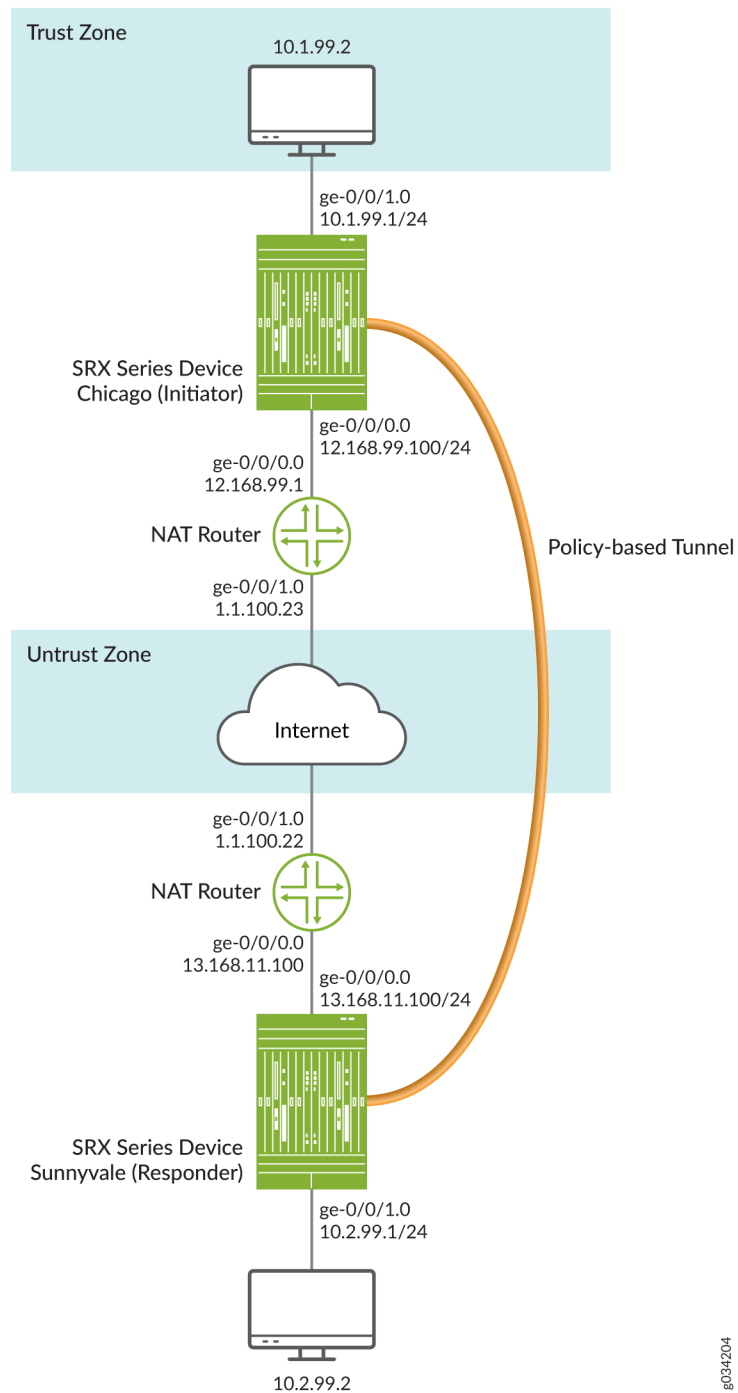 Trust Zone
10.1.99.2
ge-0/0/1.0
10.1.99.1/24
SRX Series Device
Chicago (Initiator)
ge-0/0/0.0
12.168.99.100/24
ge-0/0/0.0
12.168.99.1
NAT Router
Policy-based Tunnel
ge-0/0/1.0
1.1.100.23
Untrust Zone
Internet
ge-0/0/1.0
1.1.100.22
NAT Router
ge-0/0/0.0
13.168.11.100
ge-0/0/0.0
13.168.11.100/24
SRX Series Device
Sunnyvale (Responder)
ge-0/0/1.0
10.2.99.1/24
10.2.99.2
g034204